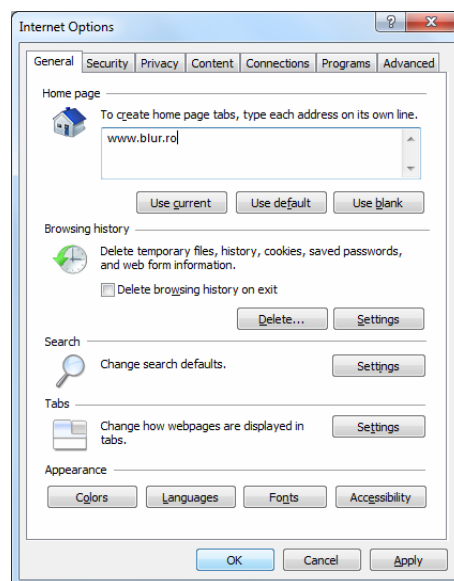 Internet Options
General Security Privacy Content Connections Programs Advanced
Home page
To create home page tabs, type each address on its own line.
www.blur.ro
Use current Use default Use blank
Browsing history
Delete temporary files, history, cookies, saved passwords,
and web form information.
Delete browsing history on exit
Delete... Settings
Search
Change search defaults. Settings
Tabs
Change how webpages are displayed in
tabs.
Settings
Appearance
Colors Languages Fonts Accessibility
OK Cancel Apply